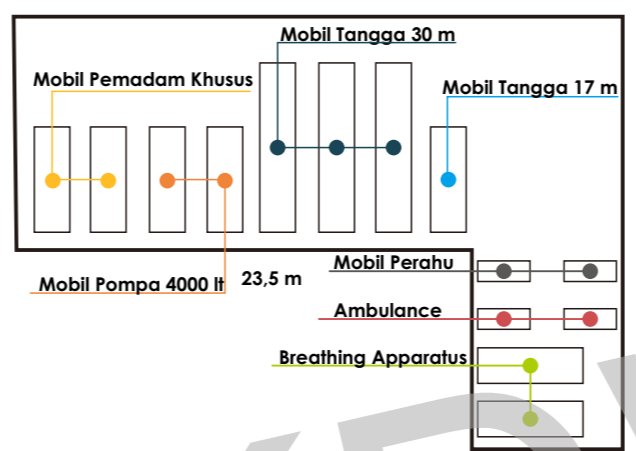 Mobil Tangga 30 m
Mobil Pemadam Khusus
Mobil Tangga 17 m
Mobil Perahu
Mobil Pompa 4000 lt
23,5 m
Ambulance
Breathing Apparatus